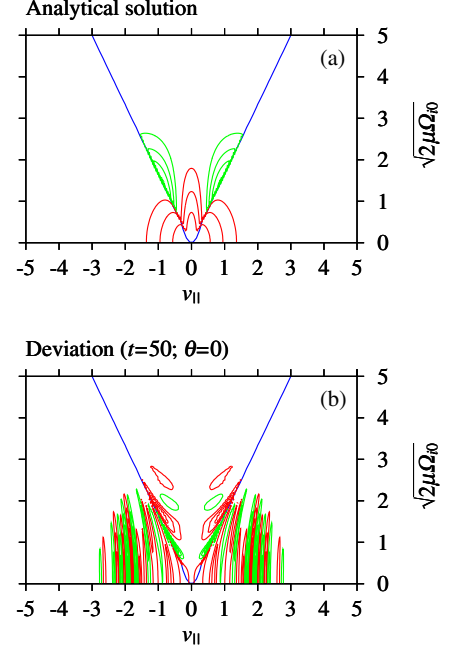 Analytical solution
(a)
5
4
3
2
1
0
√2μΩi0
-5 -4 -3 -2 -1 0 1 2 3 4 5
v||
Deviation (t=50; θ=0)
(b)
5
4
3
2
1
0
√2μΩi0
-5 -4 -3 -2 -1 0 1 2 3 4 5
v||